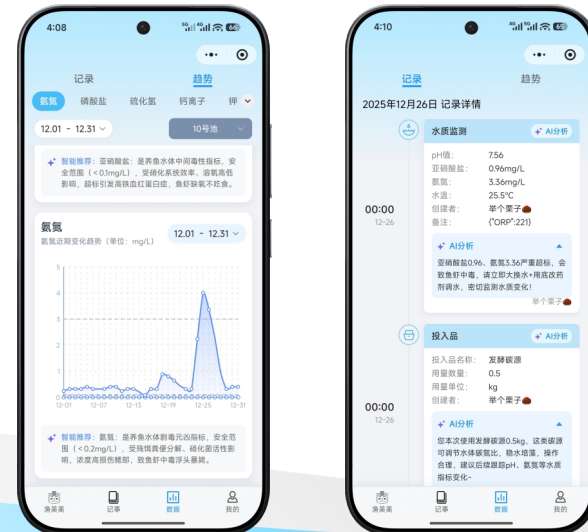 4:08
5G 4G 66
记录
趋势
氨氮
磷酸盐
硫化氢
钙离子
钾
12.01 - 12.31
10号池
智能推荐：亚硝酸盐：是养鱼水体中间毒性指标，安
全范围（<0.1mg/L），受硝化系统效率、溶氧高低
影响，超标引发高铁血红蛋白症，鱼虾缺氧不吃食。
氨氮
氨氮近期变化趋势（单位：mg/L）
12.01 - 12.31
5
4
3
2
1
0
12-01
12-07
12-13
12-19
12-25
12-31
智能推荐：氨氮：是养鱼水体剧毒元凶指标，安全范
围（<0.2mg/L），受残饵粪便分解、硝化菌活性影
响，浓度高损伤鳃部，致鱼虾中毒浮头暴毙。
渔美美
记事
数据
我的
4:10
记录
趋势
2025年12月26日 记录详情
00:00
12-26
水质监测
AI分析
pH值：
7.56
亚硝酸盐：
0.96mg/L
氨氮：
3.36mg/L
水温：
25.5°C
创建者：
举个栗子
备注：
{"ORP":221}
AI分析
亚硝酸盐0.96、氨氮3.36严重超标，会
致鱼虾中毒，请立即大换水+用底改药
剂调水，密切监测水质变化！
举个栗子
00:00
12-26
投入品
AI分析
投入品名称：
发酵碳源
用量数量：
0.5
用量单位：
kg
创建者：
举个栗子
AI分析
您本次使用发酵碳源0.5kg，这类碳源
可调节水体碳氮比，稳水培藻，操作
合理，建议后续跟踪pH、氨氮等水质
指标变化~
渔美美
记事
数据
我的